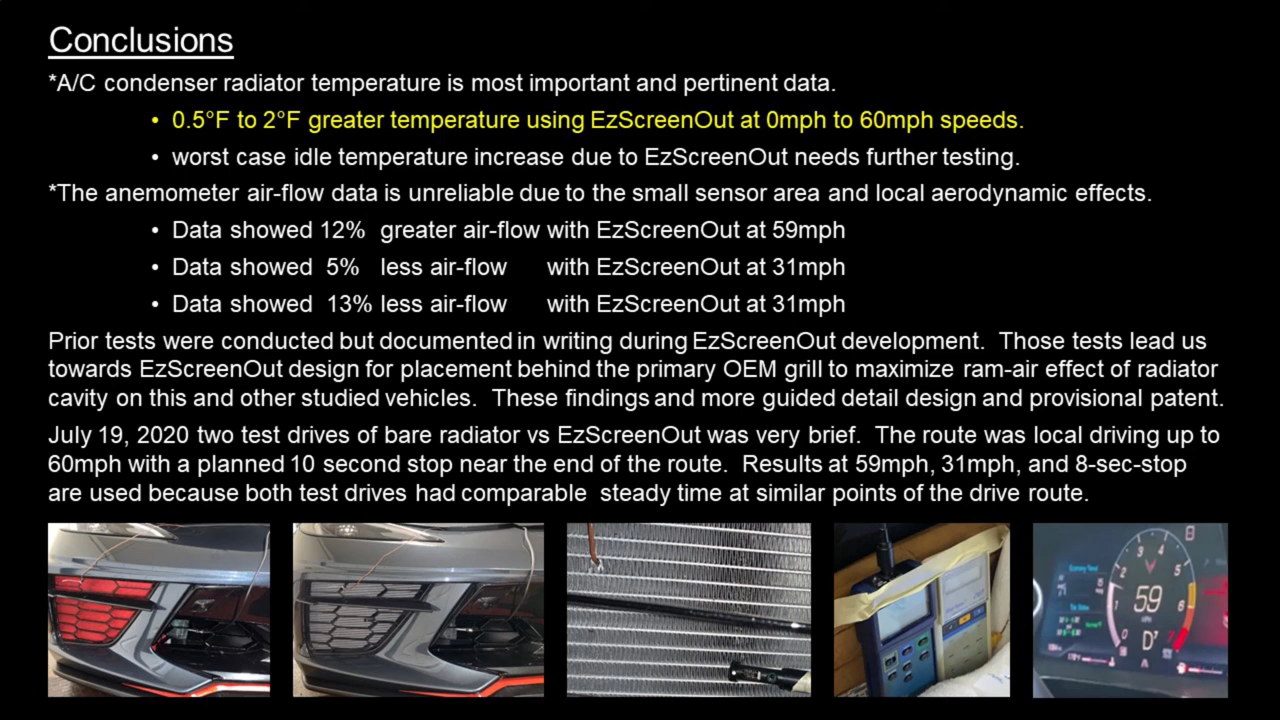 Conclusions
*A/C condenser radiator temperature is most important and pertinent data.
• 0.5°F to 2°F greater temperature using EzScreenOut at 0mph to 60mph speeds.
• worst case idle temperature increase due to EzScreenOut needs further testing.
*The anemometer air-flow data is unreliable due to the small sensor area and local aerodynamic effects.
• Data showed 12% greater air-flow with EzScreenOut at 59mph
• Data showed 5% less air-flow with EzScreenOut at 31mph
• Data showed 13% less air-flow with EzScreenOut at 31mph
Prior tests were conducted but documented in writing during EzScreenOut development. Those tests lead us
towards EzScreenOut design for placement behind the primary OEM grill to maximize ram-air effect of radiator
cavity on this and other studied vehicles. These findings and more guided detail design and provisional patent.
July 19, 2020 two test drives of bare radiator vs EzScreenOut was very brief. The route was local driving up to
60mph with a planned 10 second stop near the end of the route. Results at 59mph, 31mph, and 8-sec-stop
are used because both test drives had comparable steady time at similar points of the drive route.
3 4
2 5
1 59 6
0 D7 7